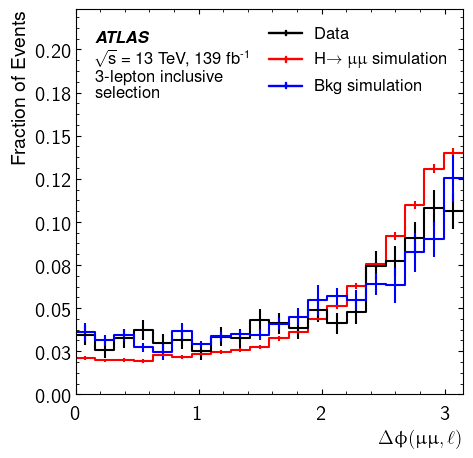 Fraction of Events
0.20
0.18
0.15
0.12
0.10
0.08
0.05
0.03
0.00
ATLAS
√s = 13 TeV, 139 fb⁻¹
3-lepton inclusive
selection
Data
H→ μμ simulation
Bkg simulation
0 1 2 3
Δϕ(μμ, ℓ)